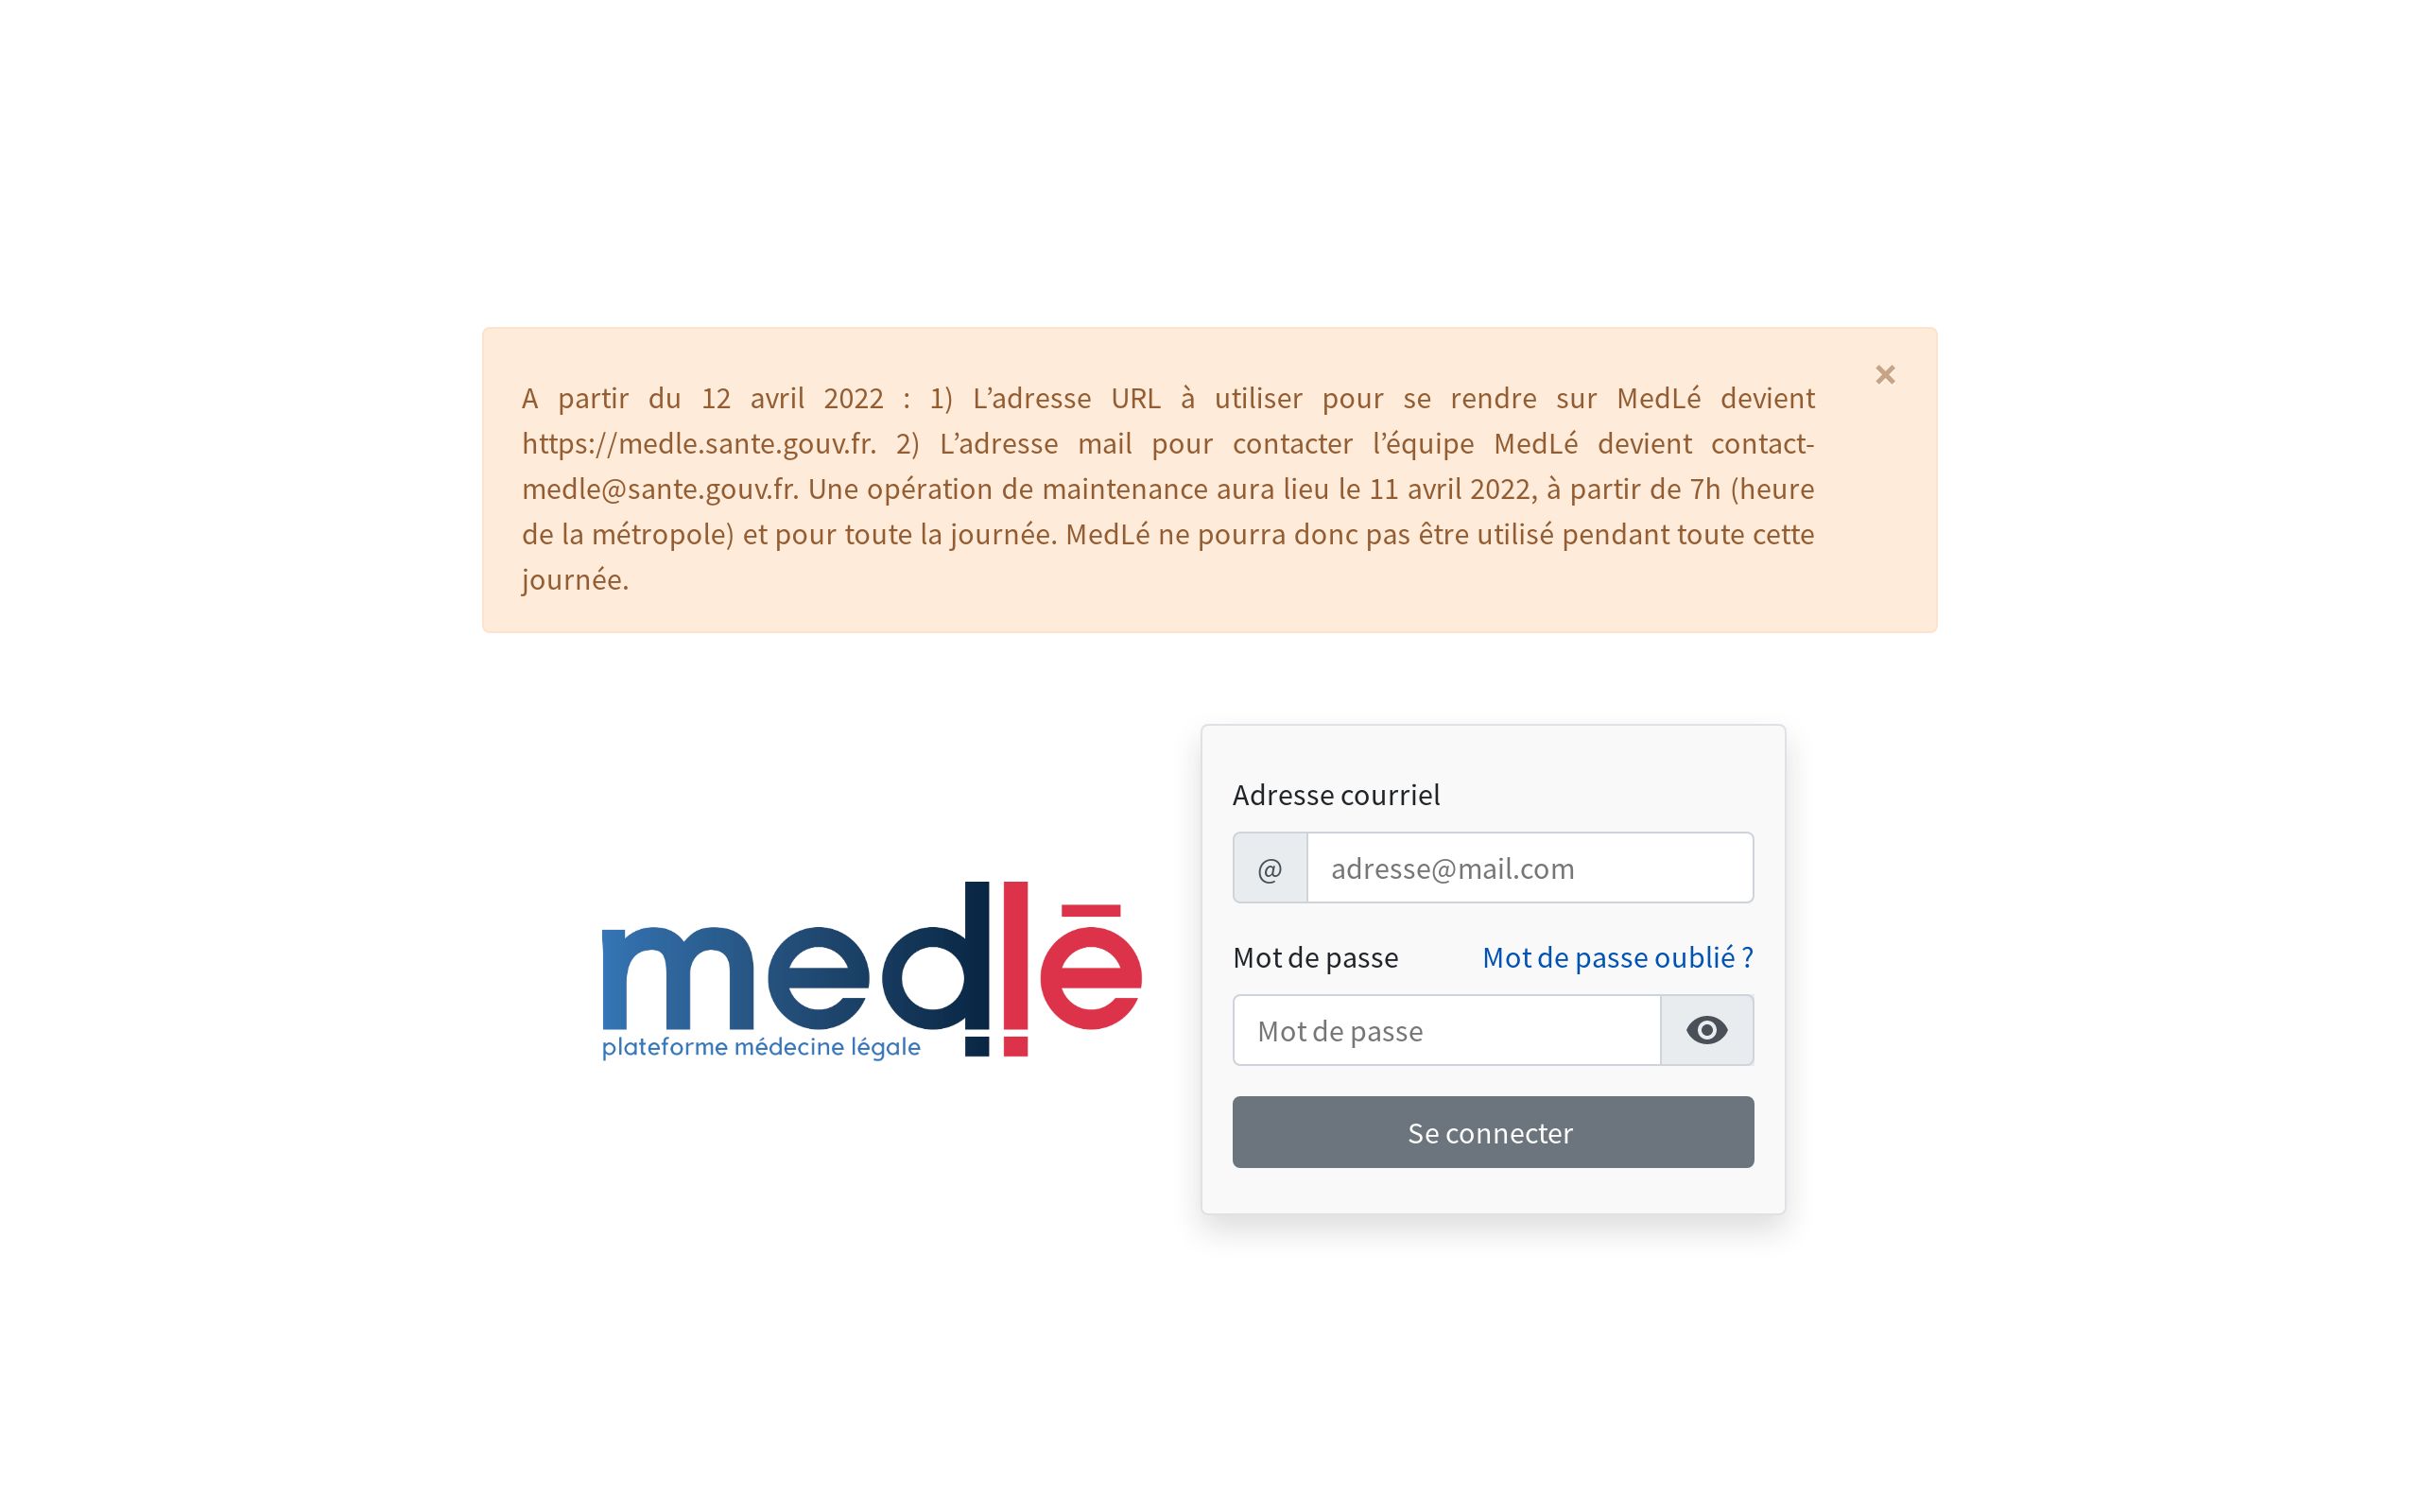 A partir du 12 avril 2022 : 1) L’adresse URL à utiliser pour se rendre sur MedLé devient
https://medle.sante.gouv.fr. 2) L’adresse mail pour contacter l’équipe MedLé devient contact-
medle@sante.gouv.fr. Une opération de maintenance aura lieu le 11 avril 2022, à partir de 7h (heure
de la métropole) et pour toute la journée. MedLé ne pourra donc pas être utilisé pendant toute cette
journée.
×
medlē
plateforme médecine légale
Adresse courriel
@ adresse@mail.com
Mot de passe Mot de passe oublié ?
Mot de passe
Se connecter